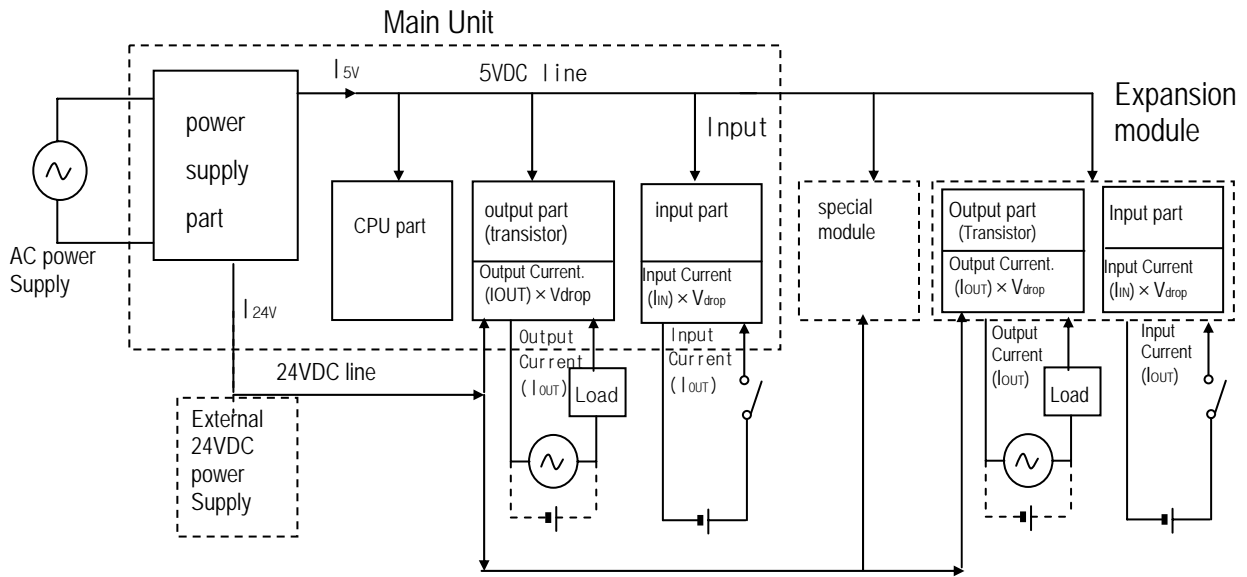 Main Unit
I5V
5VDC line
Expansion
module
Input
power
supply
part
AC power
Supply
CPU part
output part
(transistor)
Output Current.
(IOUT) × Vdrop
input part
Input Current
(IIN) × Vdrop
special
module
Output part
(Transistor)
Output Current.
(IOUT) × Vdrop
Input part
Input Current
(IIN) × Vdrop
I24V
24VDC line
Output
Current
(IOUT)
Load
Input
Current
(IOUT)
Output
Current
(IOUT)
Load
Input
Current
(IOUT)
External
24VDC
power
Supply